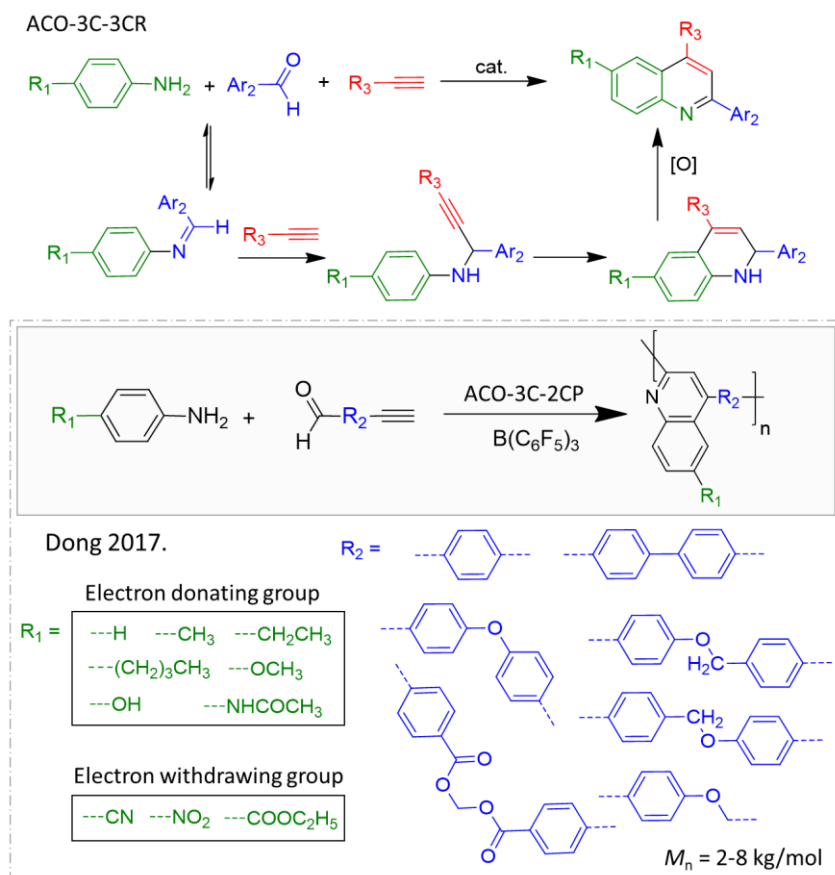 ACO-3C-3CR
R₁ NH₂ + Ar₂ O H + R₃ cat. R₁ R₃ N Ar₂
[O]
R₁ N Ar₂ H R₃ R₃ R₁ NH Ar₂ R₃ R₁ NH Ar₂
R₁ NH₂ + O H R₂ ACO-3C-2CP N R₂ n
B(C₆F₅)₃
R₁
Dong 2017.
R₂ =
Electron donating group
R₁ = ---H ---CH₃ ---CH₂CH₃
---(CH₂)₃CH₃ ---OCH₃
---OH ---NHCOCH₃
O
O H₂C
CH₂ O
O O O O
O
Electron withdrawing group
---CN ---NO₂ ---COOC₂H₅
Mₙ = 2-8 kg/mol